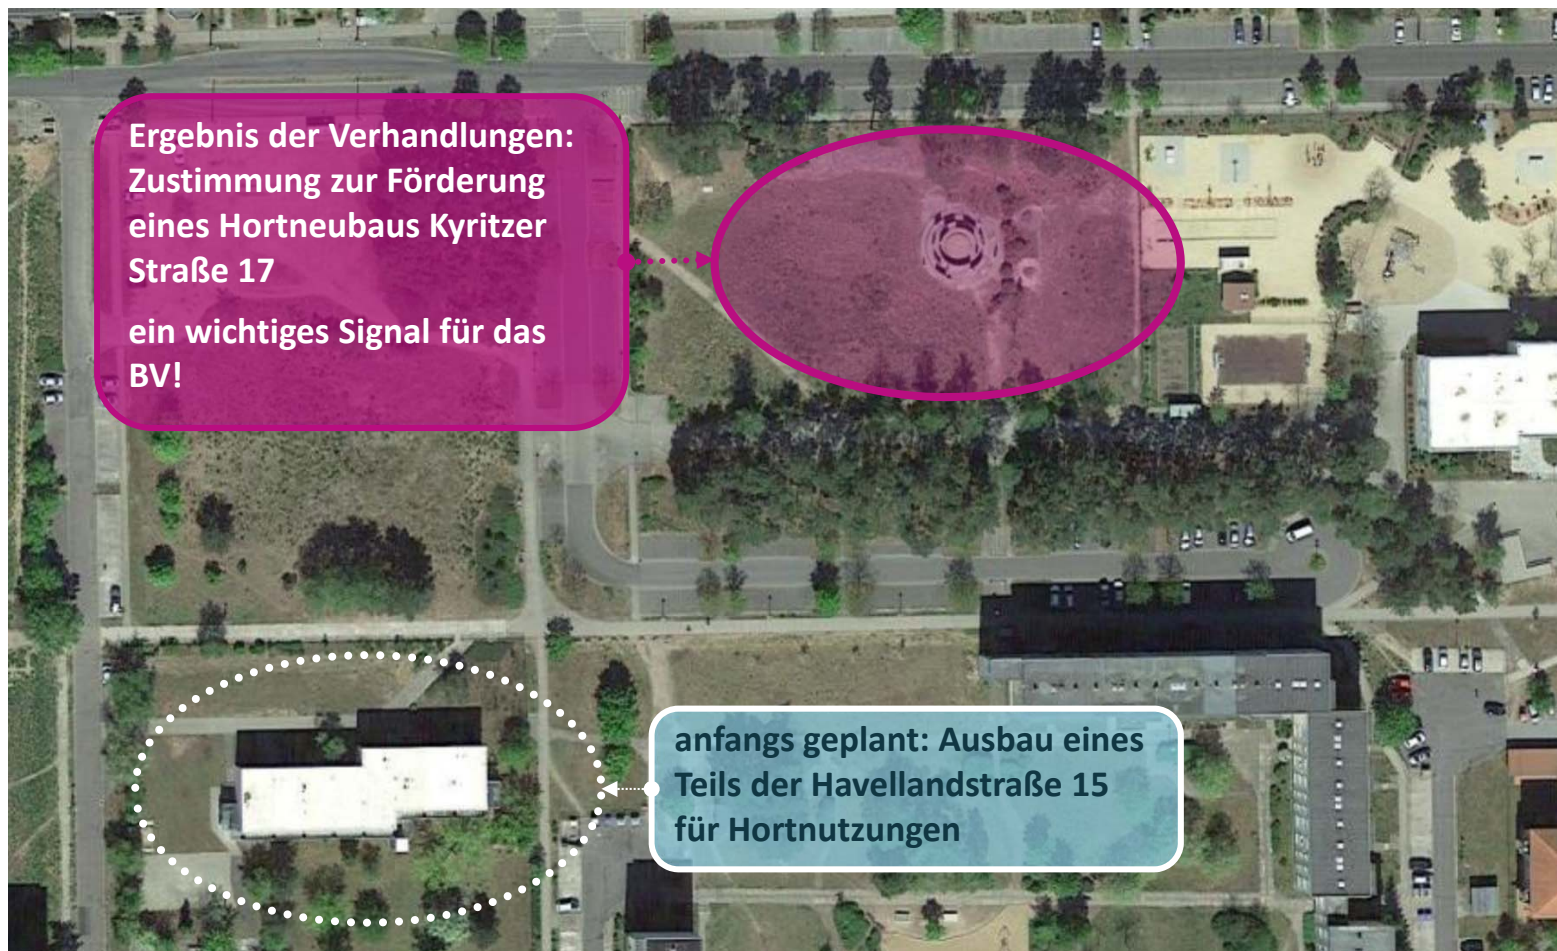 Ergebnis der Verhandlungen:
Zustimmung zur Förderung
eines Hortneubaus Kyritzer
Straße 17
ein wichtiges Signal für das
BV!
anfangs geplant: Ausbau eines
Teils der Havellandstraße 15
für Hortnutzungen